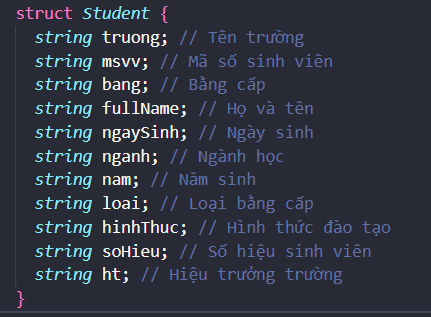 struct Student {
string truong; // Tên trường
string msvv; // Mã số sinh viên
string bang; // Bằng cấp
string fullName; // Họ và tên
string ngaySinh; // Ngày sinh
string nganh; // Ngành học
string nam; // Năm sinh
string loai; // Loại bằng cấp
string hinhThuc; // Hình thức đào tạo
string soHieu; // Số hiệu sinh viên
string ht; // Hiệu trưởng trường
}